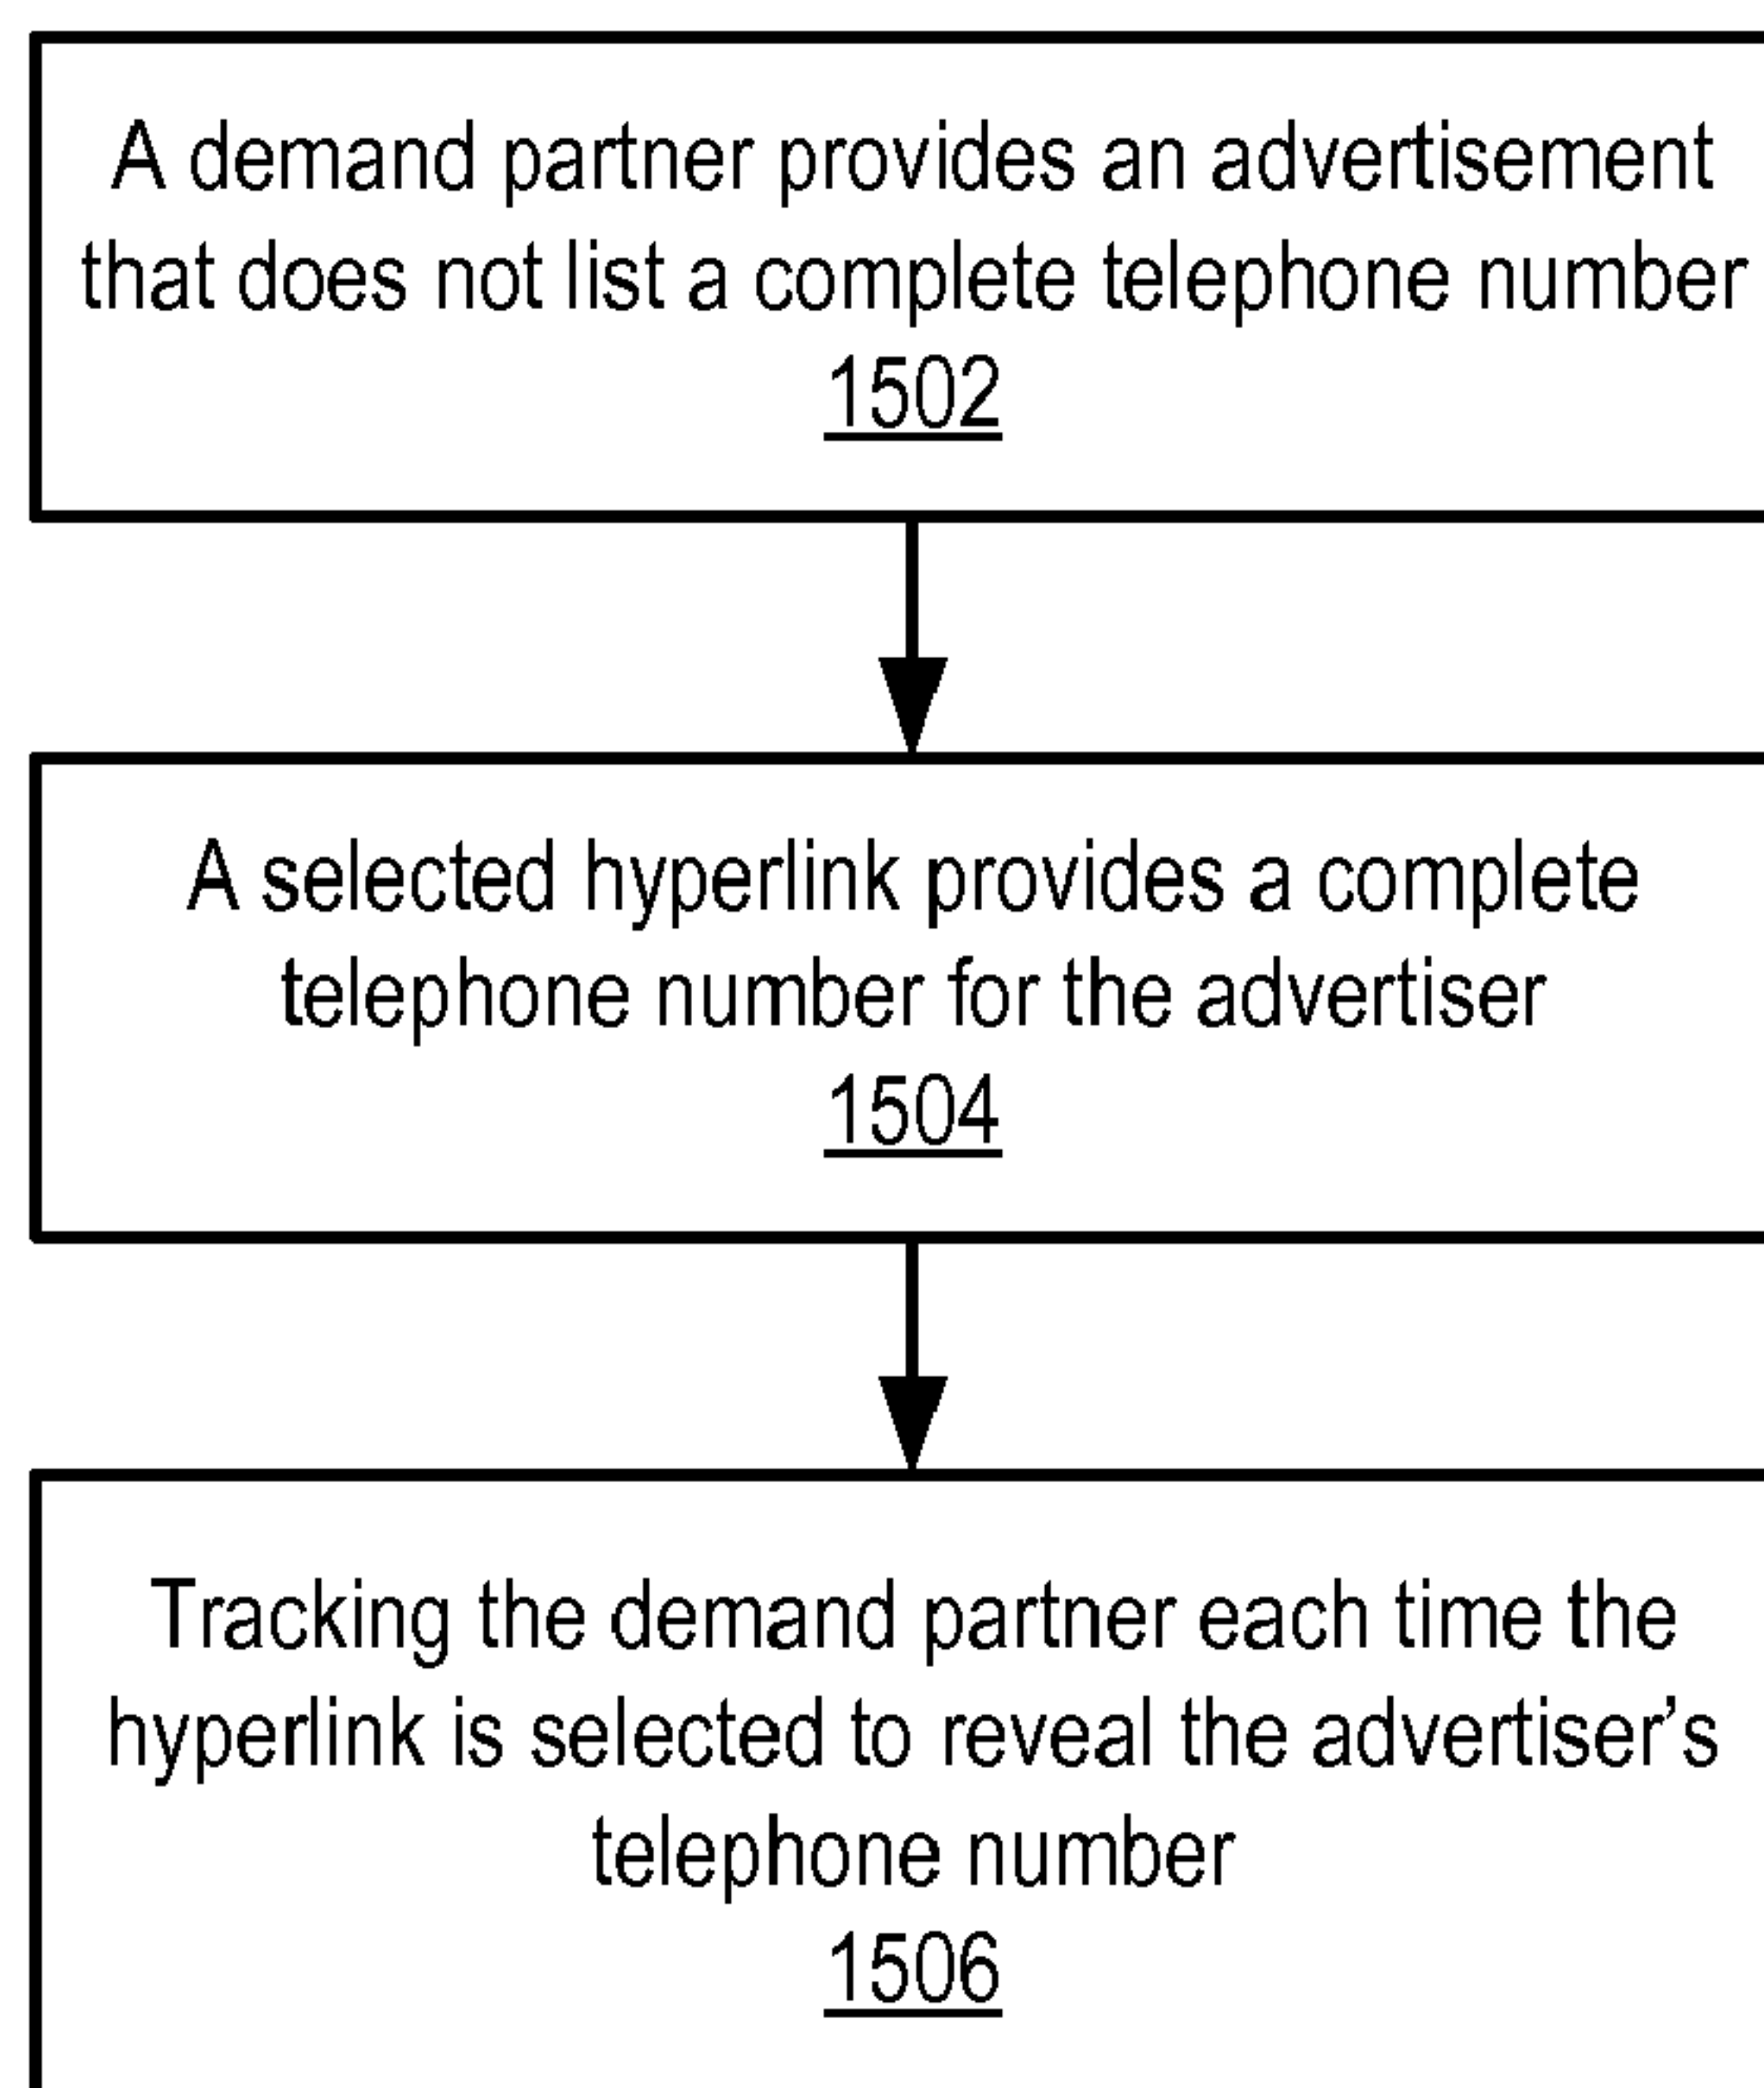 A demand partner provides an advertisement
that does not list a complete telephone number
1502
A selected hyperlink provides a complete
telephone number for the advertiser
1504
Tracking the demand partner each time the
hyperlink is selected to reveal the advertiser’s
telephone number
1506